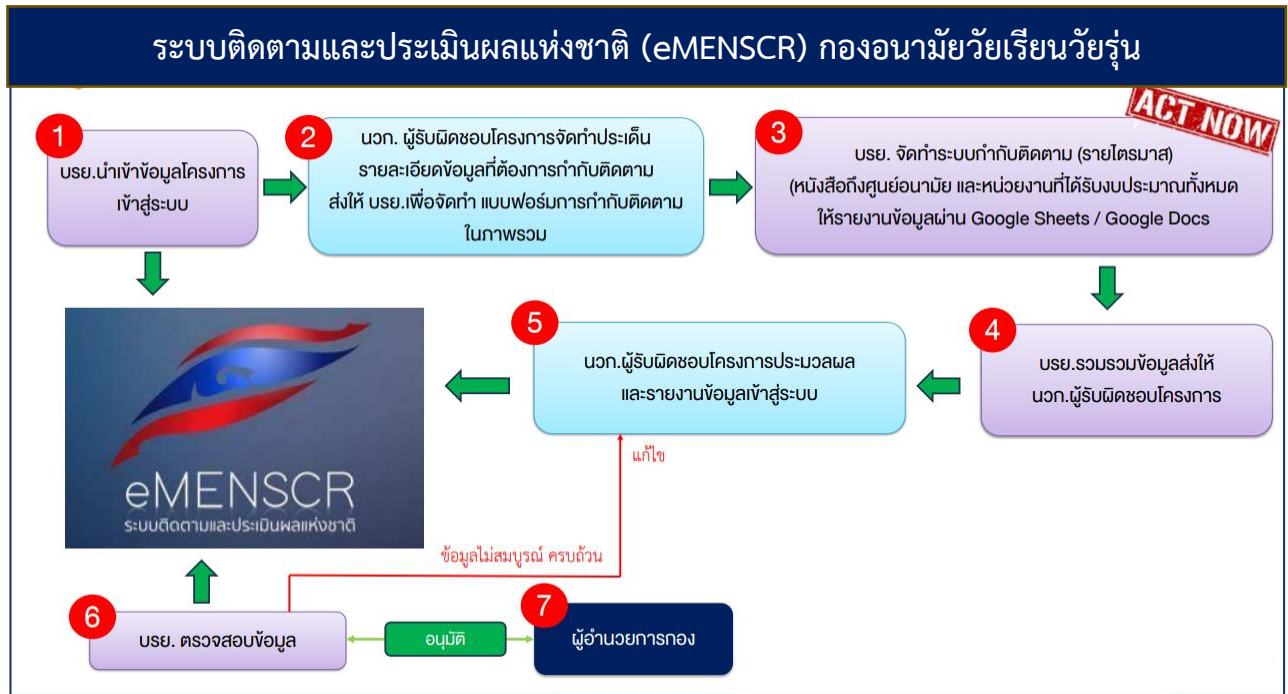 ระบบติดตามและประเมินผลแห่งชาติ (eMENSCR) กองอนามัยวัยเรียนวัยรุ่น
ACT NOW
1
บรย.นำเข้าข้อมูลโครงการ
เข้าสู่ระบบ
2
นวก. ผู้รับผิดชอบโครงการจัดทำประเด็น
รายละเอียดข้อมูลที่ต้องการกำกับติดตาม
ส่งให้ บรย.เพื่อจัดทำ แบบฟอร์มการกำกับติดตาม
ในภาพรวม
3
บรย. จัดทำระบบกำกับติดตาม (รายไตรมาส)
(หนังสือถึงศูนย์อนามัย และหน่วยงานที่ได้รับงบประมาณทั้งหมด
ให้รายงานข้อมูลผ่าน Google Sheets / Google Docs
4
บรย.รวมรวมข้อมูลส่งให้
นวก.ผู้รับผิดชอบโครงการ
5
นวก.ผู้รับผิดชอบโครงการประมวลผล
และรายงานข้อมูลเข้าสู่ระบบ
แก้ไข
eMENSCR
ระบบติดตามและประเมินผลแห่งชาติ
ข้อมูลไม่สมบูรณ์ ครบถ้วน
6
บรย. ตรวจสอบข้อมูล
อนุมัติ
7
ผู้อำนวยการกอง